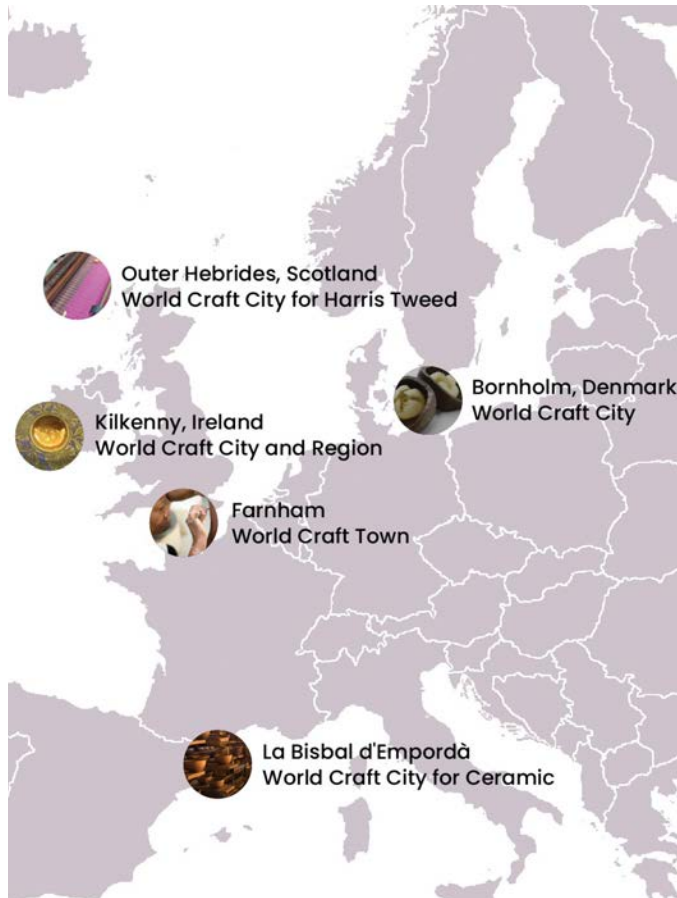 Outer Hebrides, Scotland
World Craft City for Harris Tweed
Bornholm, Denmark
World Craft City
Kilkenny, Ireland
World Craft City and Region
Farnham
World Craft Town
La Bisbal d'Empordà
World Craft City for Ceramic